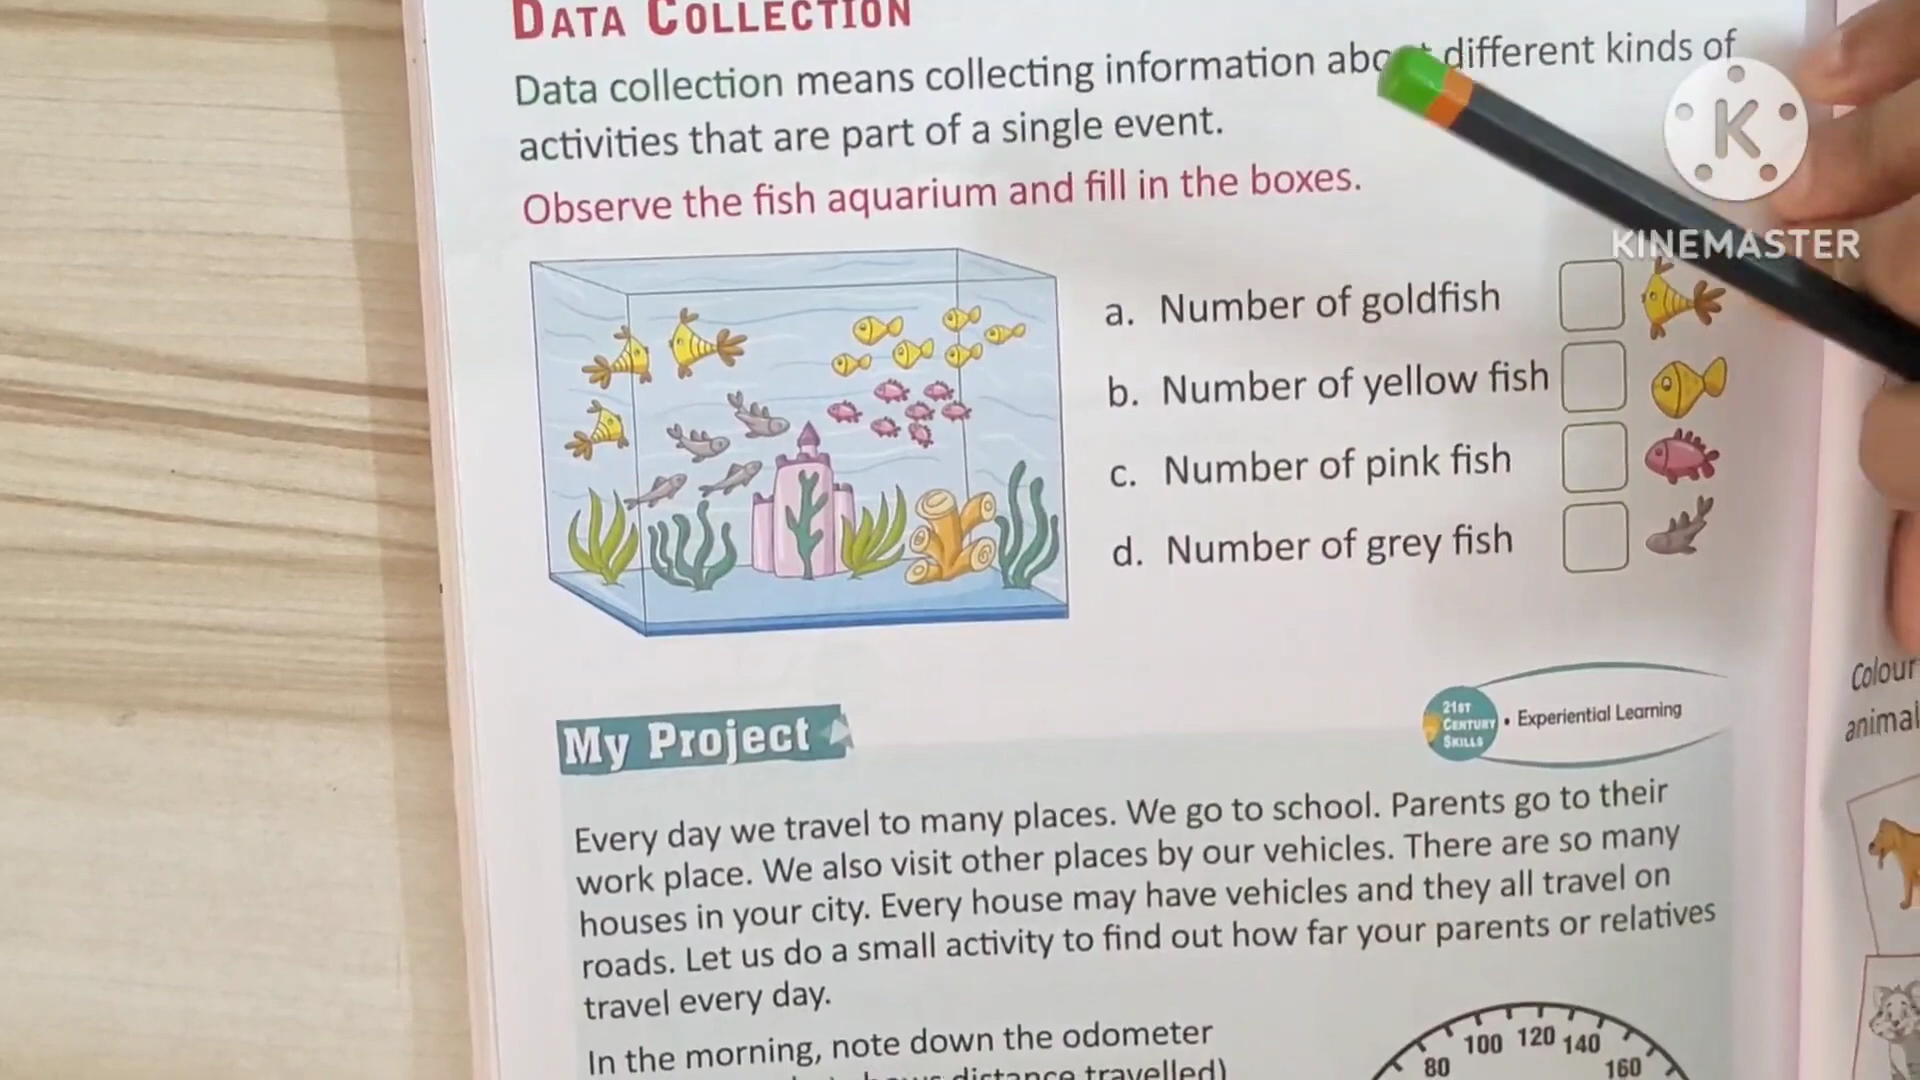 DATA COLLECTION
Data collection means collecting information different kinds of
activities that are part of a single event.
Observe the fish aquarium and fill in the boxes.
K
KINEMASTER
a. Number of goldfish
b. Number of yellow fish
c. Number of pink fish
d. Number of grey fish
My Project
21ST
CENTURY
SKILLS
• Experiential Learning
Every day we travel to many places. We go to school. Parents go to their
work place. We also visit other places by our vehicles. There are so many
houses in your city. Every house may have vehicles and they all travel on
roads. Let us do a small activity to find out how far your parents or relatives
travel every day.
In the morning, note down the odometer
distance travelled)
80 100 120 140 160
Colour
animal